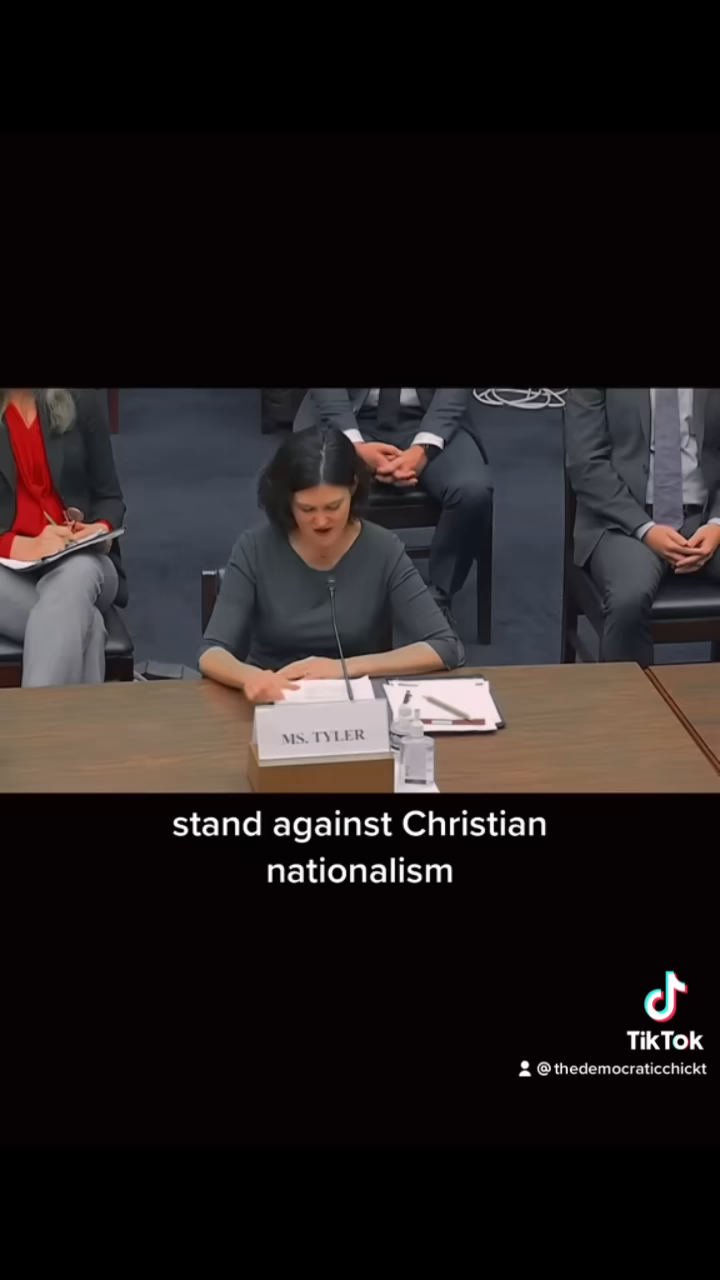 MS. TYLER
stand against Christian
nationalism
TikTok
@thedemocraticchickt